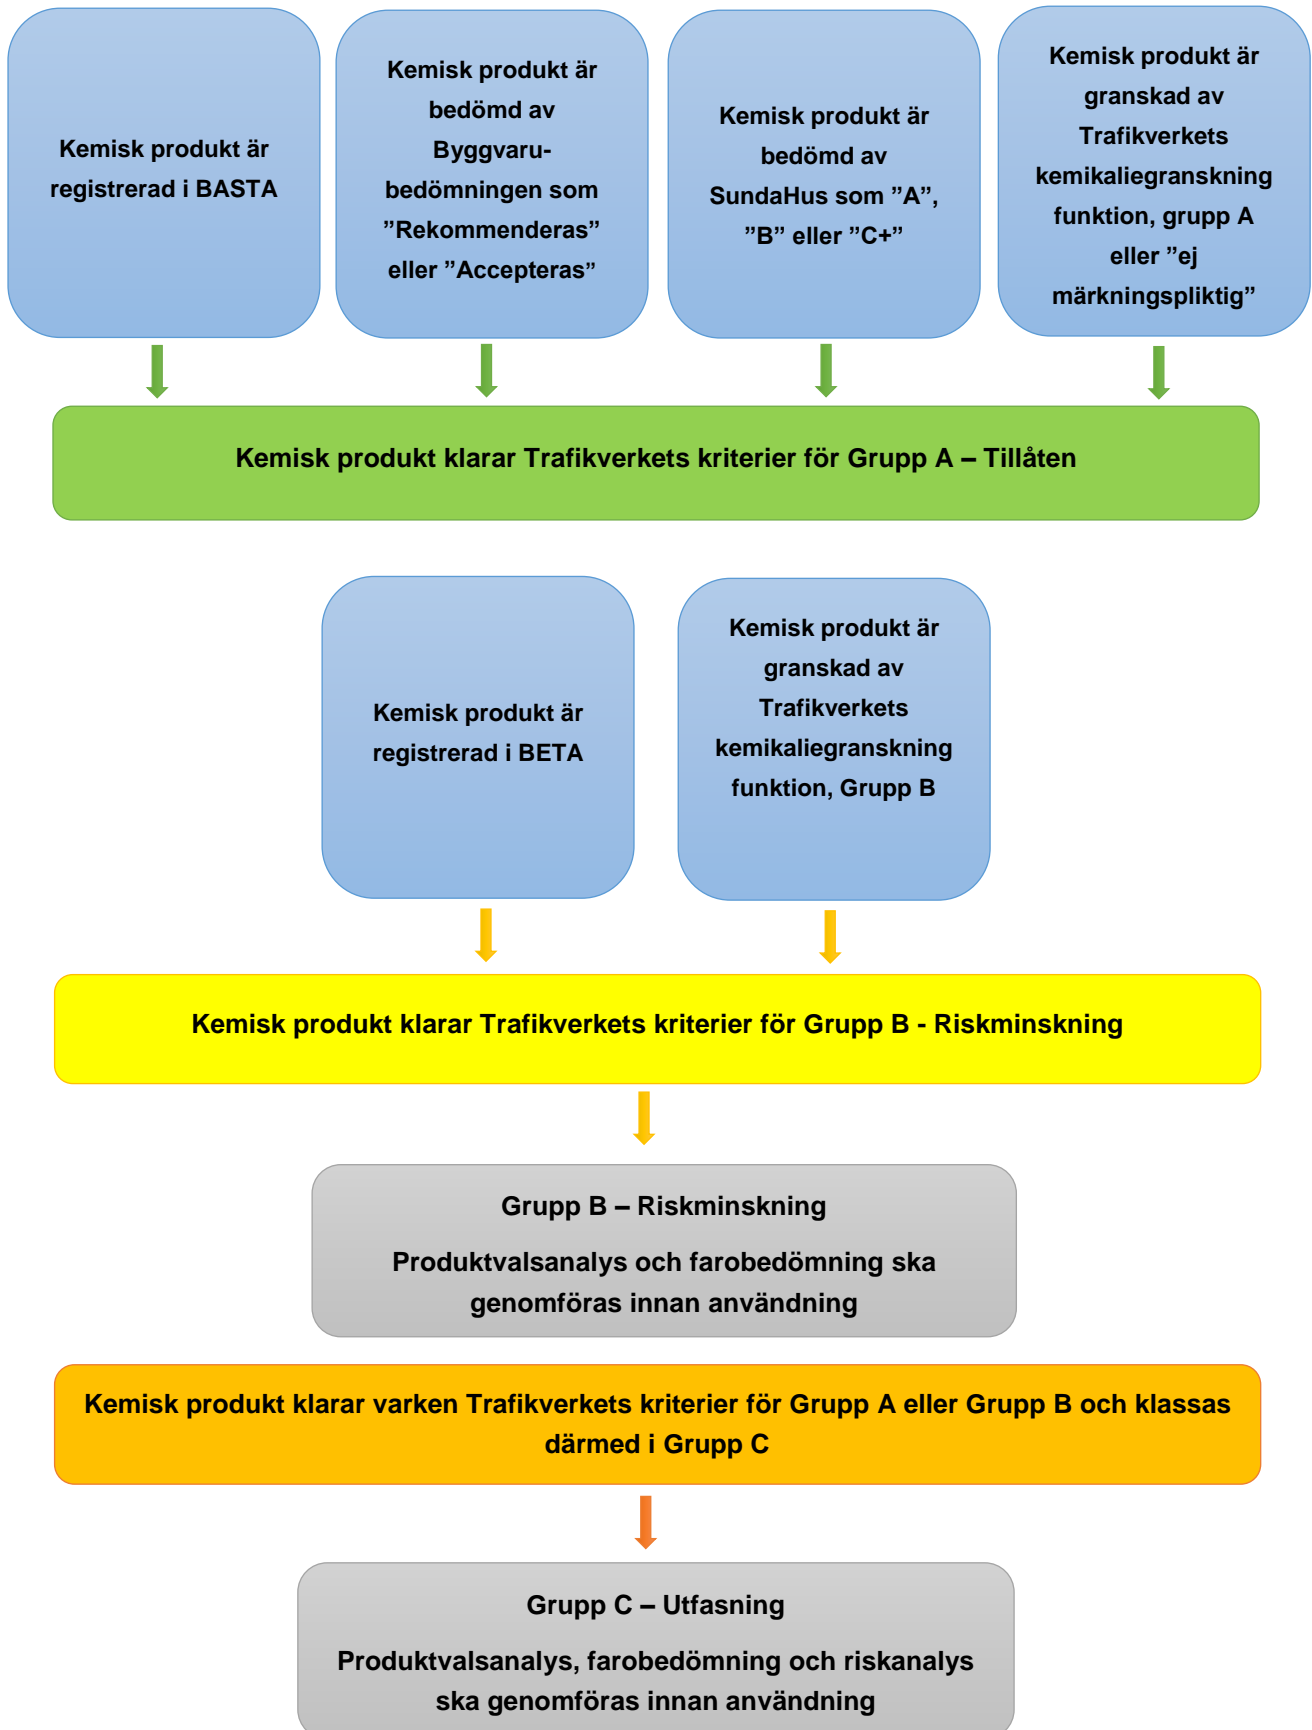 Kemisk produkt är
registrerad i BASTA
Kemisk produkt är
bedömd av
Byggvaru-
bedömningen som
”Rekommenderas”
eller ”Accepteras”
Kemisk produkt är
bedömd av
SundaHus som ”A”,
”B” eller ”C+”
Kemisk produkt är
granskad av
Trafikverkets
kemikaliegranskning
funktion, grupp A
eller ”ej
märkningspliktig”
Kemisk produkt klarar Trafikverkets kriterier för Grupp A – Tillåten
Kemisk produkt är
registrerad i BETA
Kemisk produkt är
granskad av
Trafikverkets
kemikaliegranskning
funktion, Grupp B
Kemisk produkt klarar Trafikverkets kriterier för Grupp B - Riskminskning
Grupp B – Riskminskning
Produktvalsanalys och farobedömning ska
genomföras innan användning
Kemisk produkt klarar varken Trafikverkets kriterier för Grupp A eller Grupp B och klassas
därmed i Grupp C
Grupp C – Utfasning
Produktvalsanalys, farobedömning och riskanalys
ska genomföras innan användning